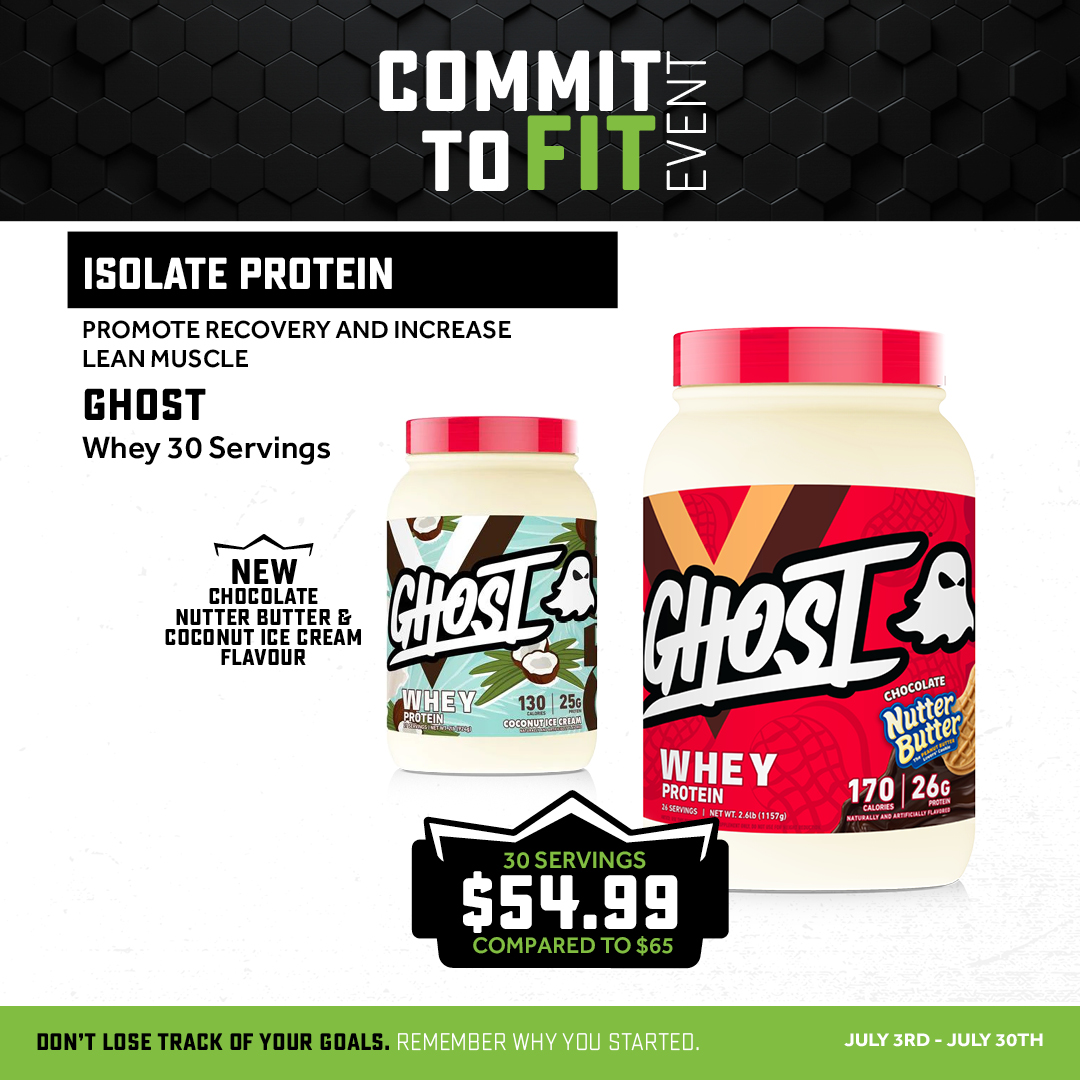 COMMIT
TO FIT
EVENT
ISOLATE PROTEIN
PROMOTE RECOVERY AND INCREASE
LEAN MUSCLE
GHOST
Whey 30 Servings
NEW
CHOCOLATE
NUTTER BUTTER &
COCONUT ICE CREAM
FLAVOUR
GHOST
WHEY
PROTEIN
130
CALORIES
25G
PROTEIN
COCONUT ICE CREAM
GHOST
CHOCOLATE
Nutter
Butter
WHEY
PROTEIN
26 SERVINGS | NET WT. 2.6lb (1157g)
170
CALORIES
26G
PROTEIN
NATURALLY AND ARTIFICIALLY FLAVORED
30 SERVINGS
$54.99
COMPARED TO $65
DON'T LOSE TRACK OF YOUR GOALS. REMEMBER WHY YOU STARTED.
JULY 3RD - JULY 30TH